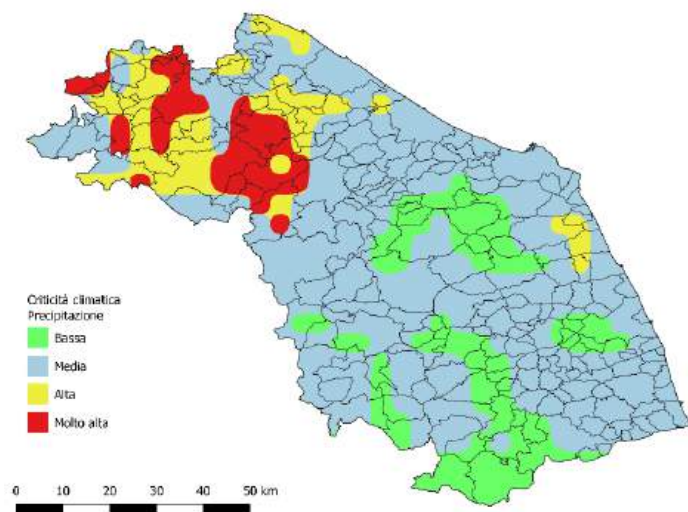 Criticità climatica
Precipitazione
Bassa
Media
Alta
Molto alta
0 10 20 30 40 50 km